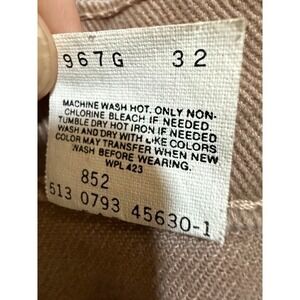 967G 32
MACHINE WASH HOT. ONLY NON-
CHLORINE BLEACH IF NEEDED.
TUMBLE DRY HOT IRON IF NEEDED
WASH AND DRY WITH LIKE COLORS
COLOR MAY TRANSFER WHEN NEW
WASH BEFORE WEARING.
WPL 423
852
513 0793 45630-1